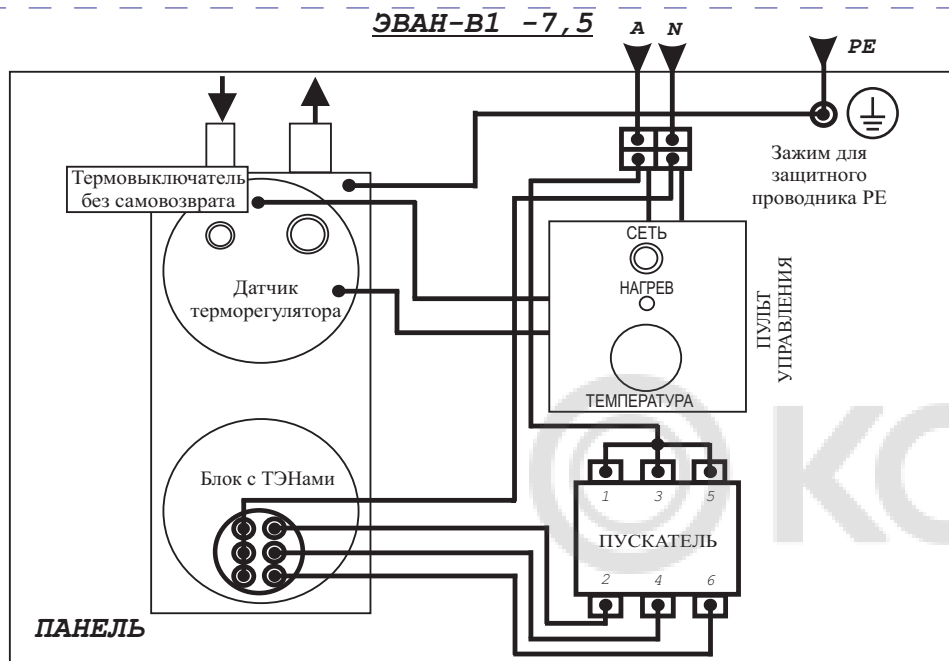 ЭВАН-В1 -7,5
A N
PE
Термовыключатель
без самовозврата
Зажим для
защитного
проводника PE
СЕТЬ
Датчик
терморегулятора
НАГРЕВ
ПУЛЬТ
УПРАВЛЕНИЯ
ТЕМПЕРАТУРА
КО
Блок с ТЭНами
1 3 5
ПУСКАТЕЛЬ
2 4 6
ПАНЕЛЬ